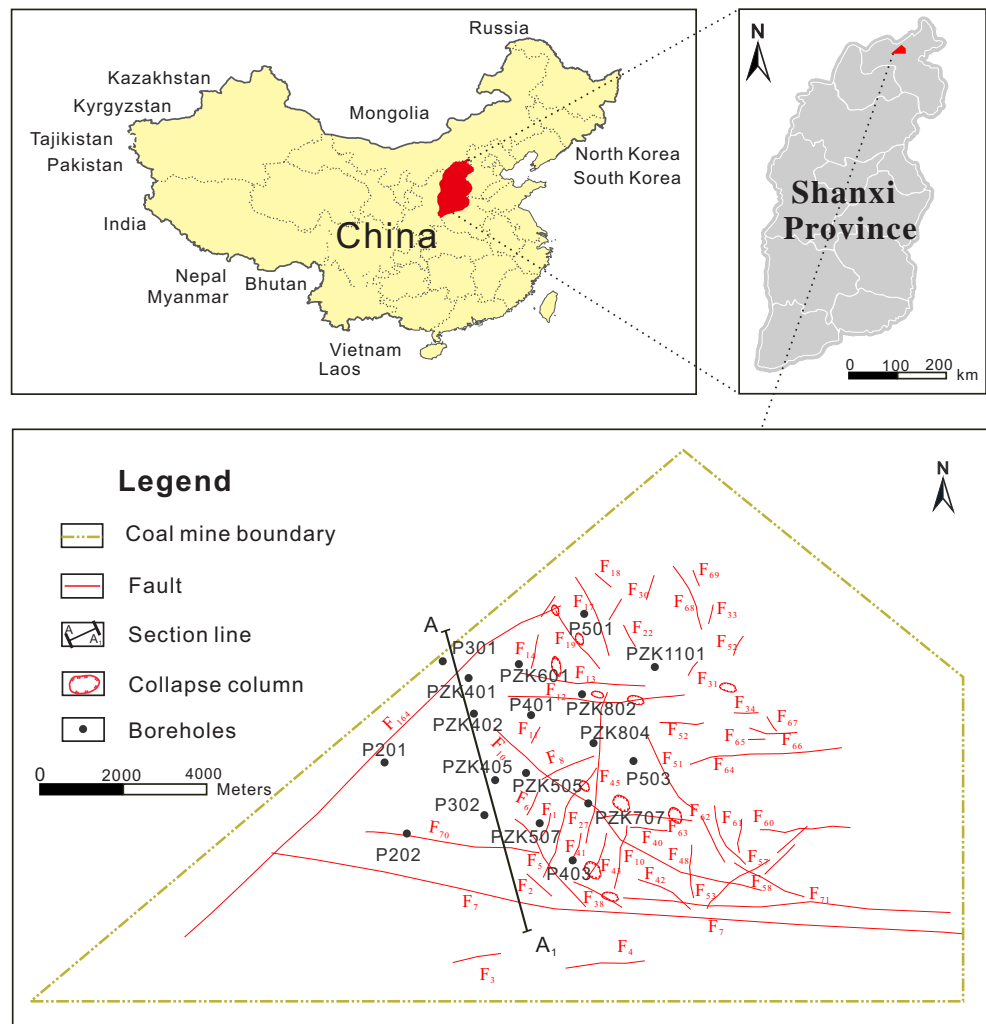 Russia
Kazakhstan
Kyrgyzstan
Mongolia
Tajikistan
Pakistan
North Korea
South Korea
India
China
Nepal
Bhutan
Myanmar
Vietnam
Laos
N
Shanxi
Province
0 100 200
km
Legend
Coal mine boundary
Fault
A A₁
Section line
Collapse column
Boreholes
0 2000 4000
Meters
N
F₁₈
F₆₉
F₃₀
F₁₇
F₆₈
F₃₃
A
P501
F₂₂
F₁₉
F₅₂
P301
F₁₄
PZK1101
PZK601
F₁₃
PZK401
F₃₁
F₁₂
PZK802
P401
F₃₄
PZK402
F₁₆₄
F₆₇
F₅₂
F₆₅
F₆₆
PZK804
P201
F₁₀
F₈
F₅₁
F₆₄
P503
PZK405
PZK505
F₄₅
F₆
P302
F₁
PZK707
F₆₂
F₆₁
F₆₀
F₂₇
F₇₀
PZK507
F₆₃
F₄₀
P202
F₄₁
F₁₀
F₄₈
F₅₇
F₅
P403
F₄₃
F₂
F₄₂
F₅₈
F₅₃
F₇₁
F₇
F₃₈
F₇
A₁
F₄
F₃